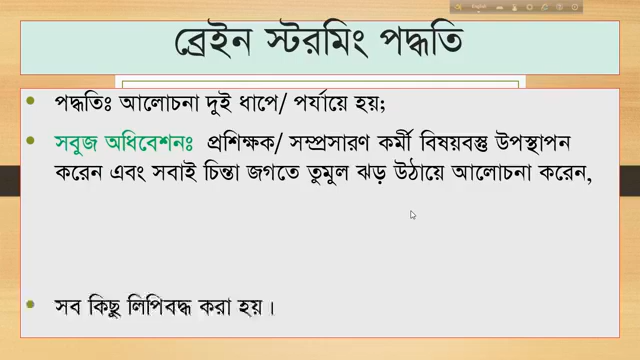 English
ব্রেইন স্টরমিং পদ্ধতি
পদ্ধতিঃ আলোচনা দুই ধাপে/ পর্যায়ে হয়;
সবুজ অধিবেশনঃ প্রশিক্ষক/ সম্প্রসারণ কর্মী বিষয়বস্তু উপস্থাপন
করেন এবং সবাই চিন্তা জগতে তুমুল ঝড় উঠায়ে আলোচনা করেন,
সব কিছু লিপিবদ্ধ করা হয়।